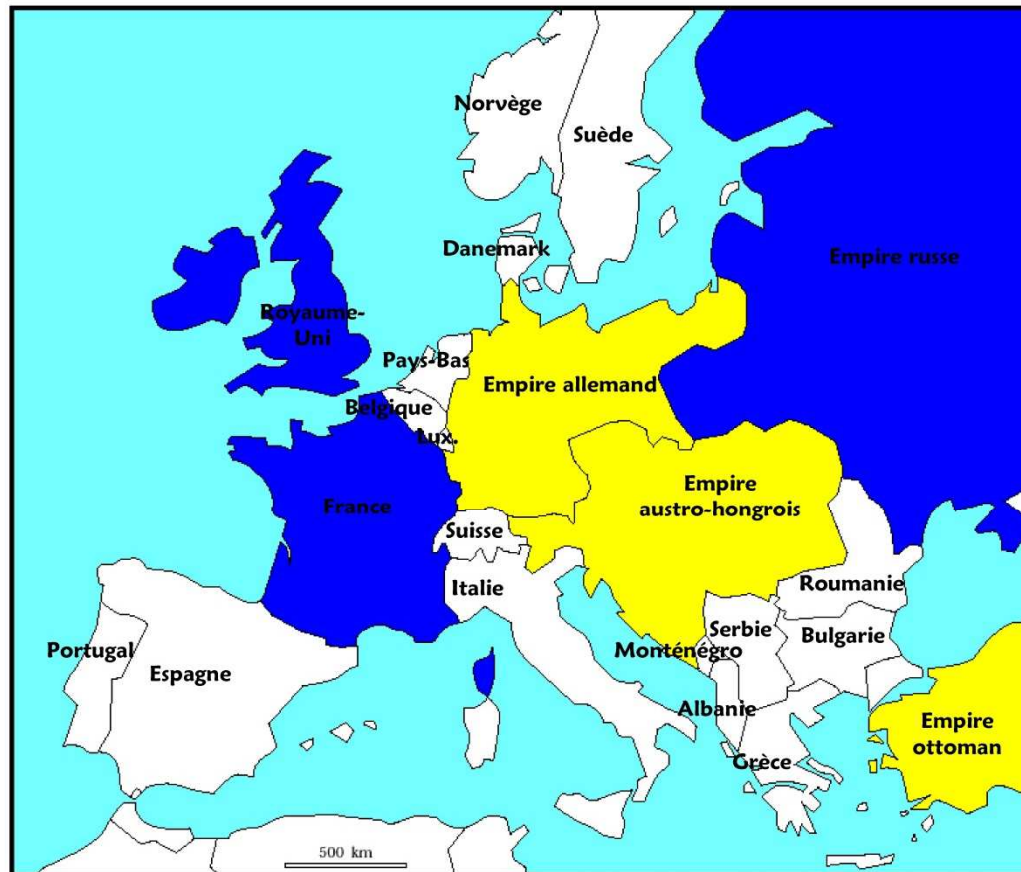 Norvège
Suède
Danemark
Empire russe
Royaume-
Uni
Pays-Bas
Empire allemand
Belgique
Lux.
Empire
austro-hongrois
France
Suisse
Italie
Roumanie
Serbie
Bulgarie
Monténégro
Portugal
Espagne
Albanie
Empire
ottoman
Grèce
500 km